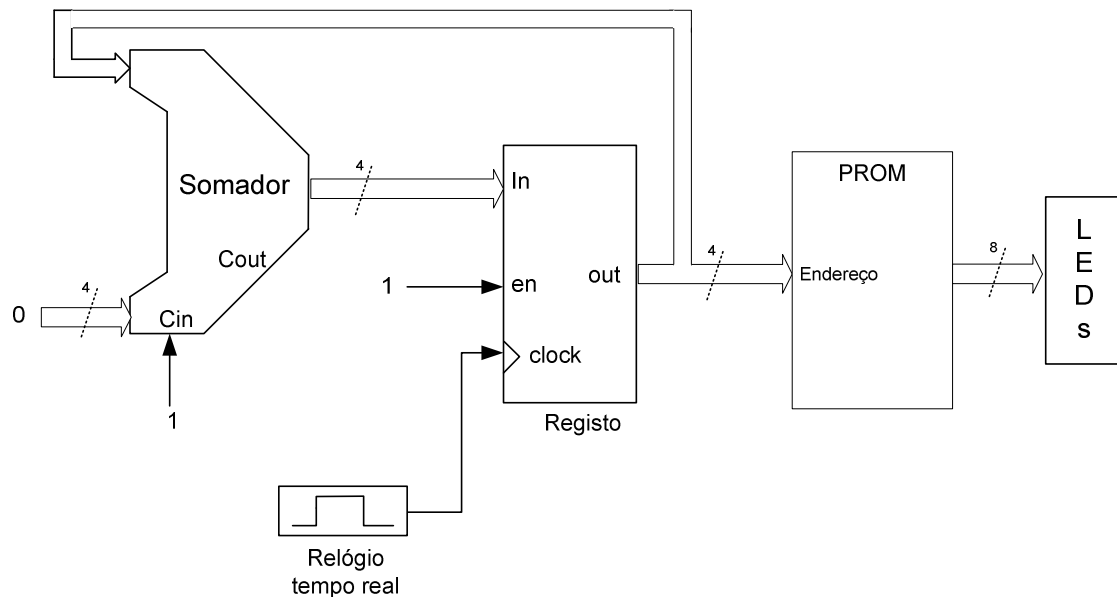 Somador
Cout
Cin
0
4
1
4
In
en
out
clock
1
Registo
Relógio
tempo real
4
PROM
Endereço
8
L
E
D
s